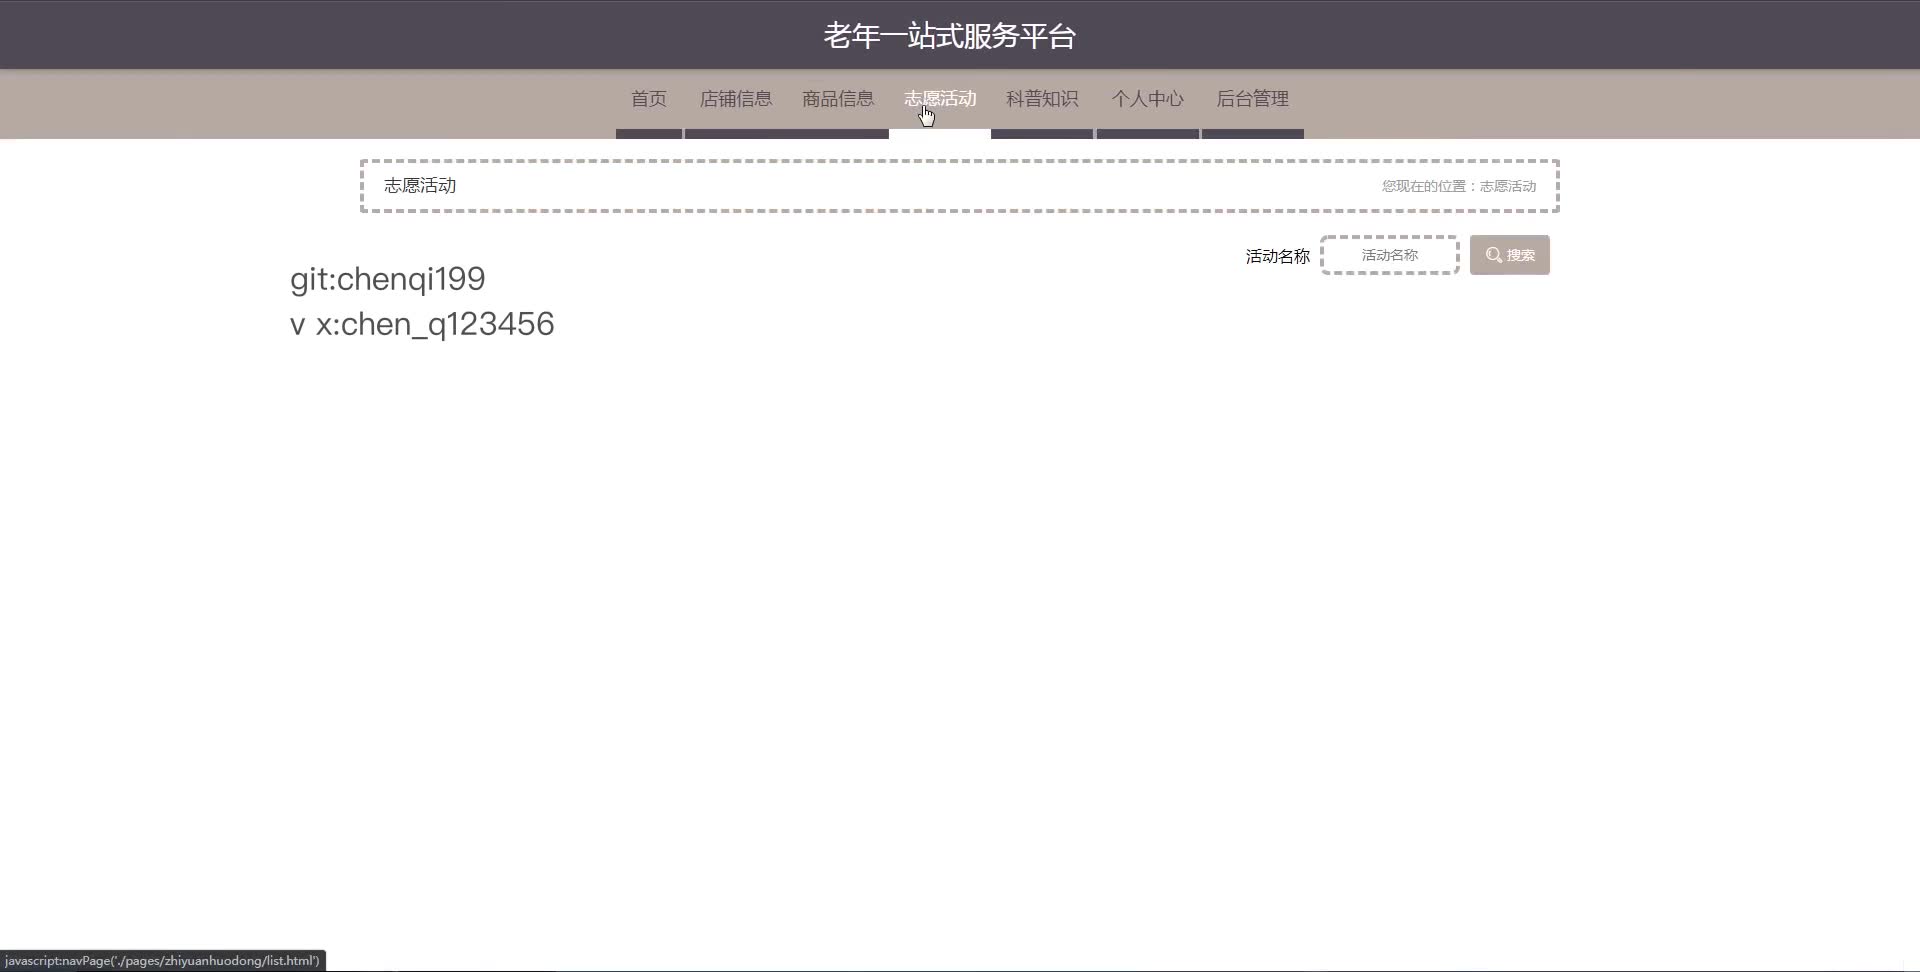 老年一站式服务平台
首页 店铺信息 商品信息 志愿活动 科普知识 个人中心 后台管理
志愿活动 您现在的位置：志愿活动
活动名称 活动名称 搜索
git:chenqi199
v x:chen_q123456
javascript:navPage('./pages/zhiyuanhuodong/list.html')